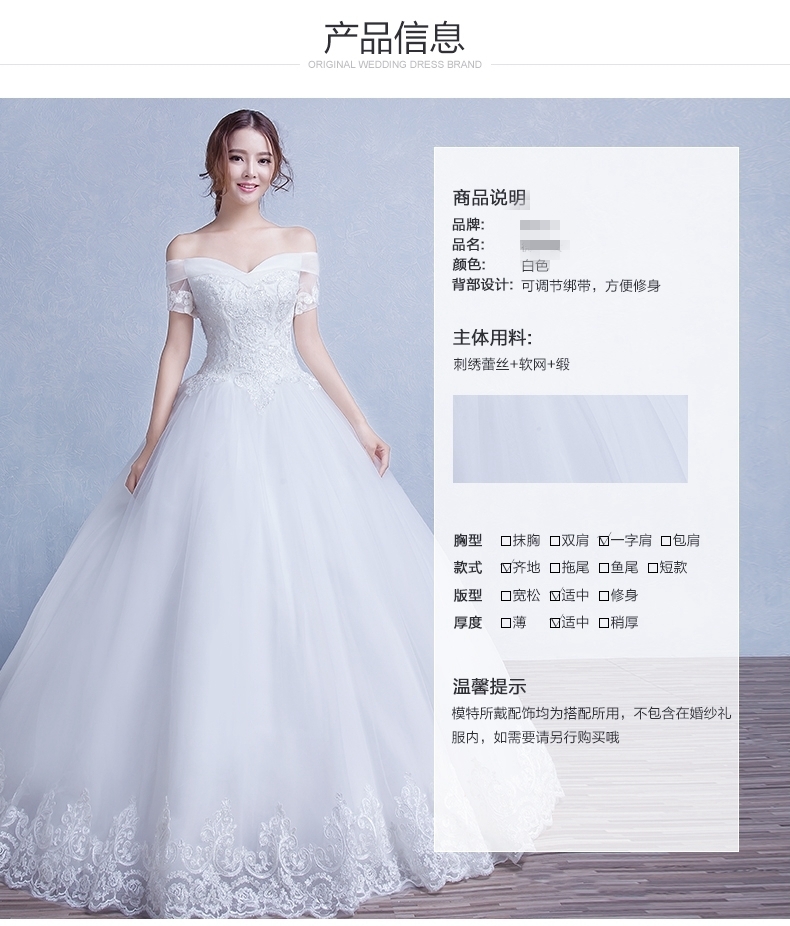 产品信息
ORIGINAL WEDDING DRESS BRAND
商品说明
品牌:
品名:
颜色: 白色
背部设计: 可调节绑带，方便修身
主体用料:
刺绣蕾丝+软网+缎
胸型 □抹胸 □双肩 ☑一字肩 □包肩
款式 ☑齐地 □拖尾 □鱼尾 □短款
版型 □宽松 ☑适中 □修身
厚度 □薄 ☑适中 □稍厚
温馨提示
模特所戴配饰均为搭配所用，不包含在婚纱礼
服内，如需要请另行购买哦